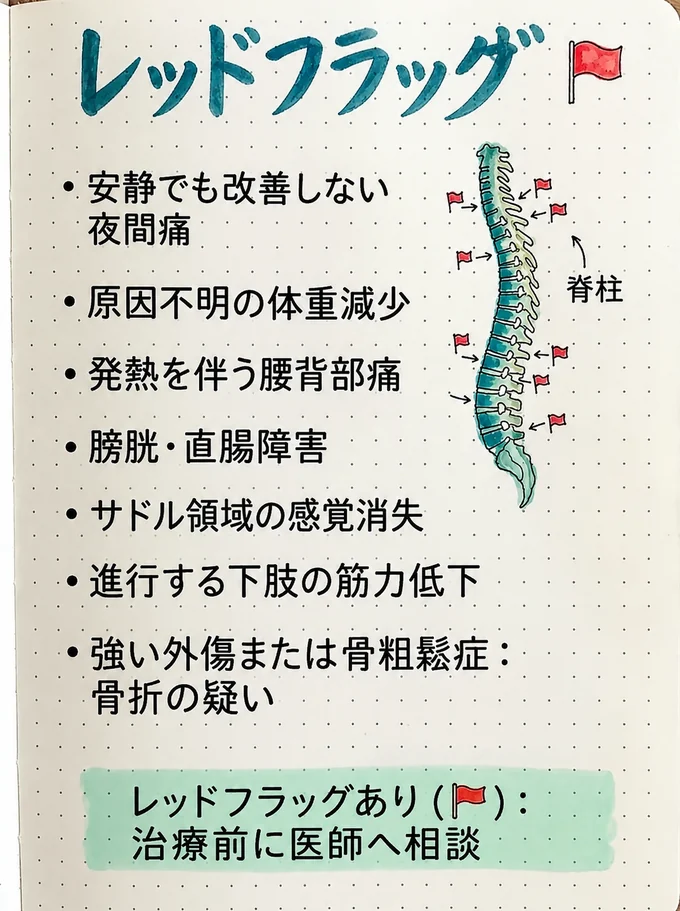 レッドフラッグ
• 安静でも改善しない
夜間痛
• 原因不明の体重減少
• 発熱を伴う腰背部痛
• 膀胱・直腸障害
• サドル領域の感覚消失
• 進行する下肢の筋力低下
• 強い外傷または骨粗鬆症：
骨折の疑い
脊柱
レッドフラッグあり(🚩)：
治療前に医師へ相談